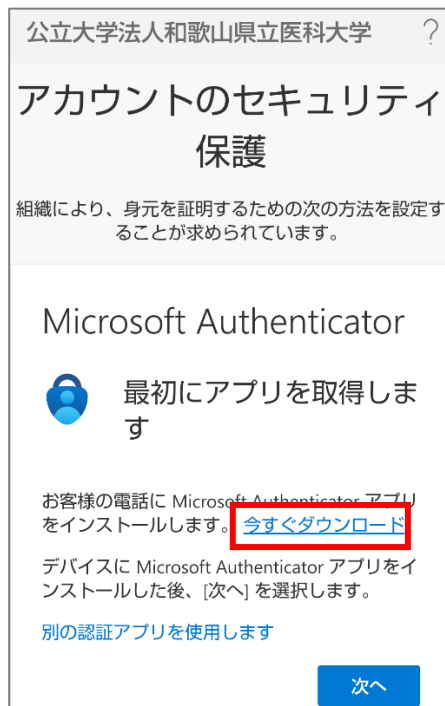 公立大学法人和歌山県立医科大学 ?
アカウントのセキュリティ
保護
組織により、身元を証明するための次の方法を設定す
ることが求められています。
Microsoft Authenticator
最初にアプリを取得しま
す
お客様の電話に Microsoft Authenticator アプリ
をインストールします。今すぐダウンロード
デバイスに Microsoft Authenticator アプリをイ
ンストールした後、[次へ] を選択します。
別の認証アプリを使用します
次へ